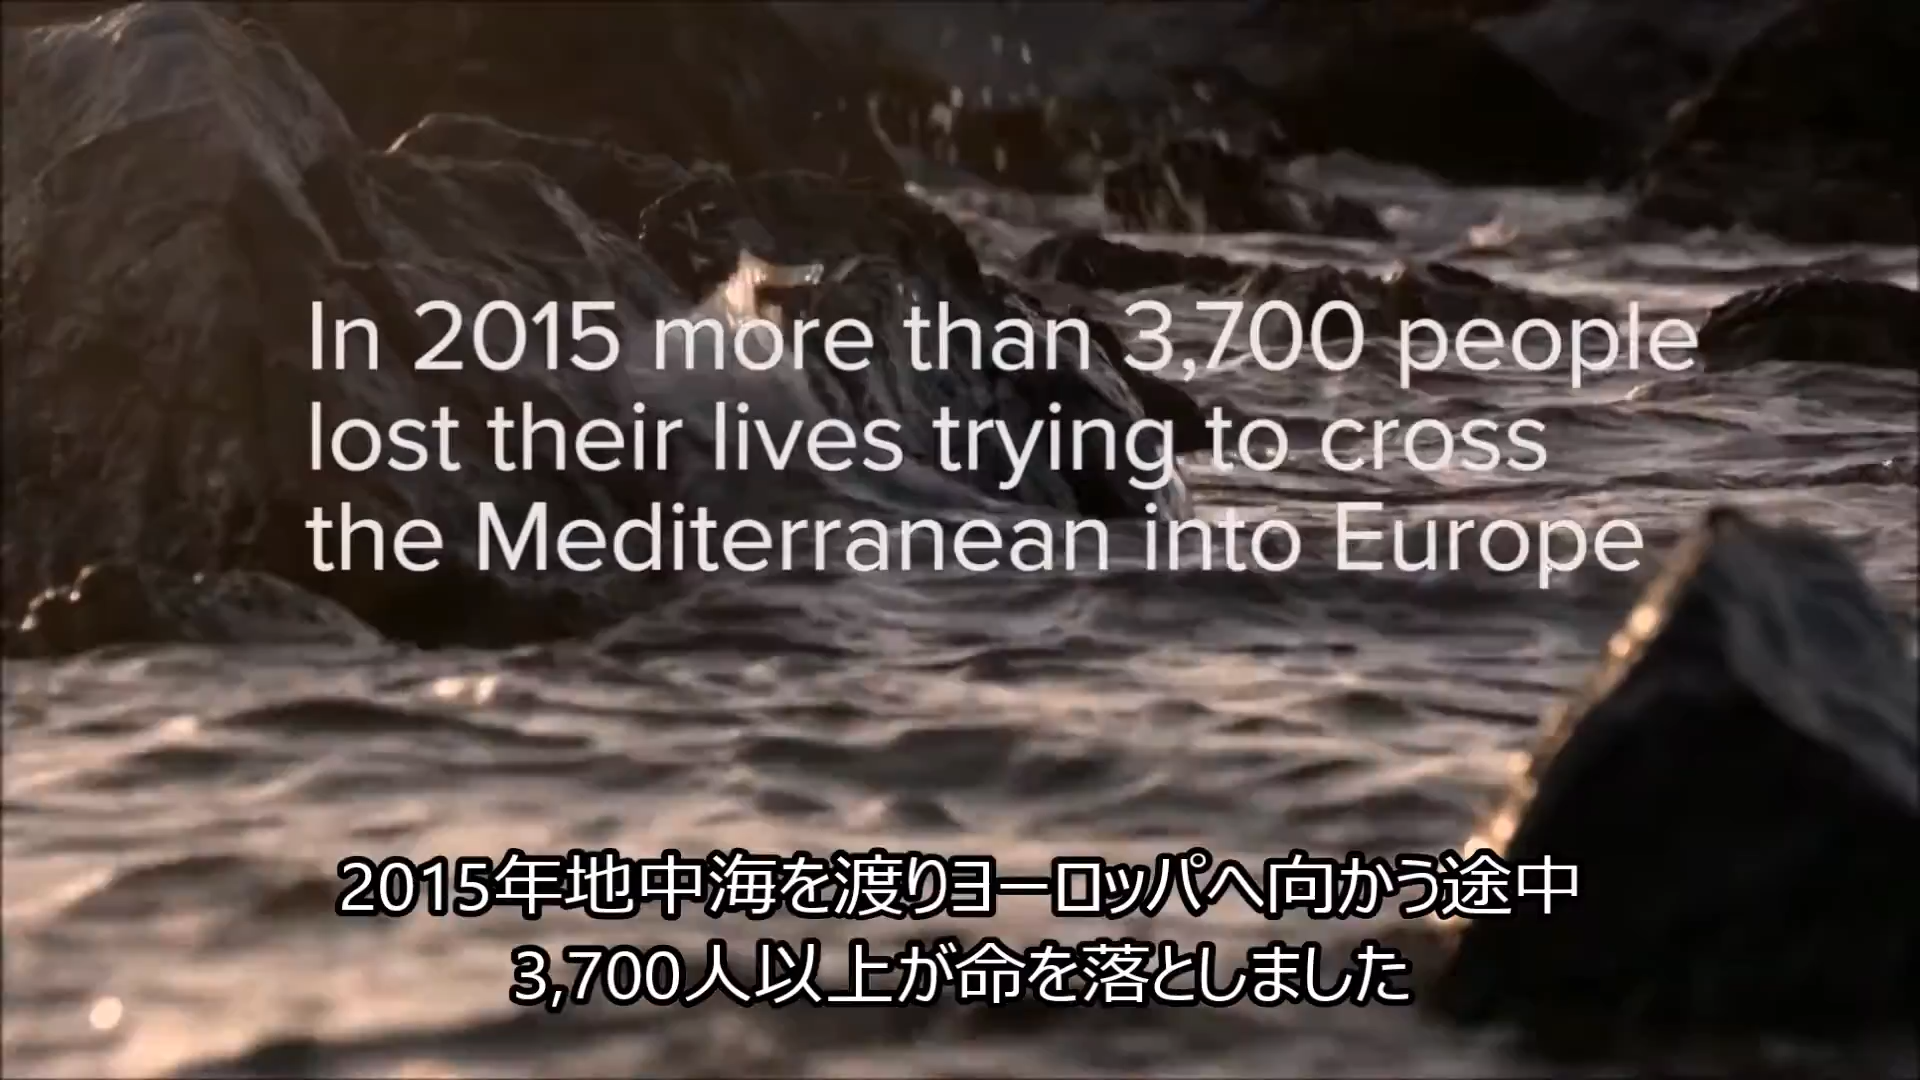 In 2015 more than 3,700 people
lost their lives trying to cross
the Mediterranean into Europe
2015年地中海を渡りヨーロッパへ向かう途中
3,700人以上が命を落としました